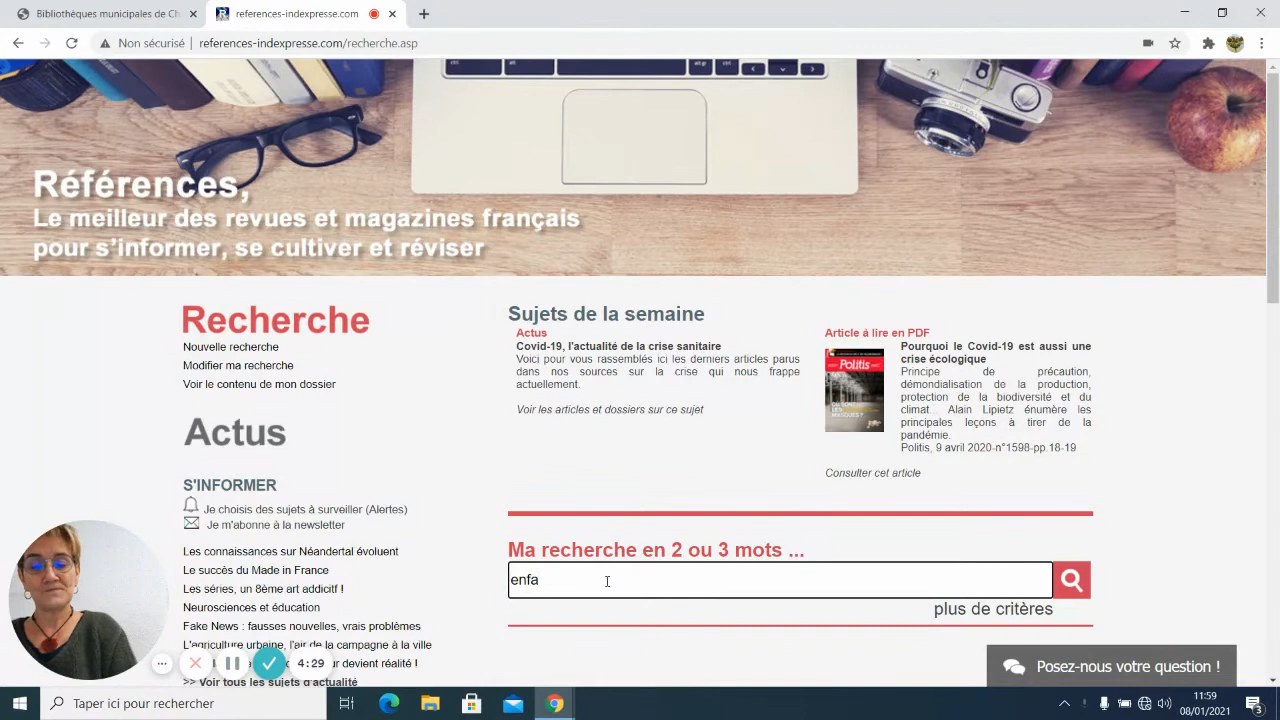 Bibliothèques municipales de Ch
references-indexpresse.com
Non sécurisé
references-indexpresse.com/recherche.asp
Références,
Le meilleur des revues et magazines français
pour s'informer, se cultiver et réviser
Recherche
Nouvelle recherche
Modifier ma recherche
Voir le contenu de mon dossier
Actus
S'INFORMER
Je choisis des sujets à surveiller (Alertes)
Je m'abonne à la newsletter
Les connaissances sur Néandertal évoluent
Le succès du Made in France
Les séries, un 8ème art addictif !
Neurosciences et éducation
Fake News : fausses nouvelles, vrais problèmes
L'agriculture urbaine, l'air de la campagne à la ville
ur devient réalité !
>> Voir tous les sujets d'actualité
Sujets de la semaine
Actus
Covid-19, l'actualité de la crise sanitaire
Voici pour vous rassemblés ici les derniers articles parus
dans nos sources sur la crise qui nous frappe
actuellement.
Voir les articles et dossiers sur ce sujet
Article à lire en PDF
Politis
Pourquoi le Covid-19 est aussi une
crise écologique
Principe de précaution,
démondialisation de la production,
protection de la biodiversité et du
climat... Alain Lipietz énumère les
principales leçons à tirer de la
pandémie.
Politis, 9 avril 2020-n°1598-pp.18-19
Consulter cet article
Ma recherche en 2 ou 3 mots ...
enfa
plus de critères
Posez-nous votre question !
4:29
Taper ici pour rechercher
11:59
08/01/2021
3